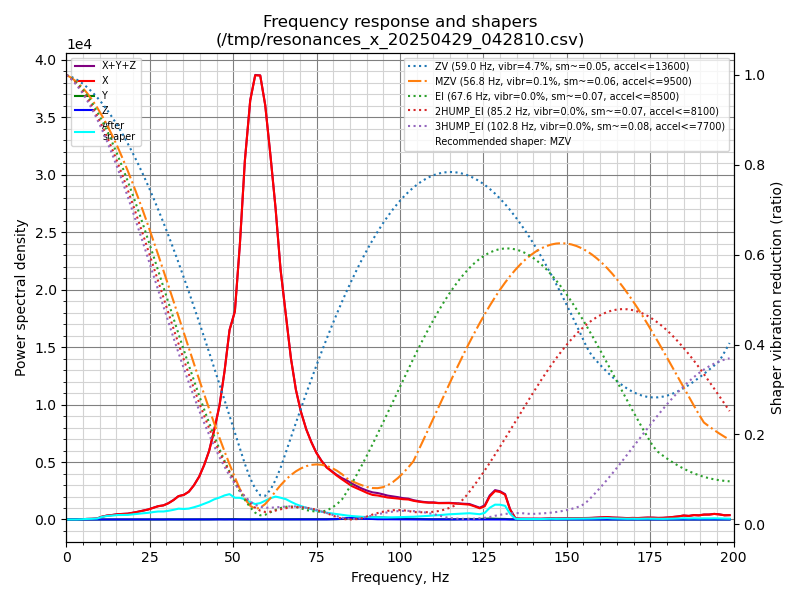 Frequency response and shapers
(/tmp/resonances_x_20250429_042810.csv)
1e4
X+Y+Z
X
Y
Z
after
shaper
ZV (59.0 Hz, vibr=4.7%, sm~=0.05, accel<=13600)
MZV (56.8 Hz, vibr=0.1%, sm~=0.06, accel<=9500)
EI (67.6 Hz, vibr=0.0%, sm~=0.07, accel<=8500)
2HUMP_EI (85.2 Hz, vibr=0.0%, sm~=0.07, accel<=8100)
3HUMP_EI (102.8 Hz, vibr=0.0%, sm~=0.08, accel<=7700)
Recommended shaper: MZV
Power spectral density
4.0
3.5
3.0
2.5
2.0
1.5
1.0
0.5
0.0
1.0
0.8
0.6
0.4
0.2
0.0
Shaper vibration reduction (ratio)
0 25 50 75 100 125 150 175 200
Frequency, Hz